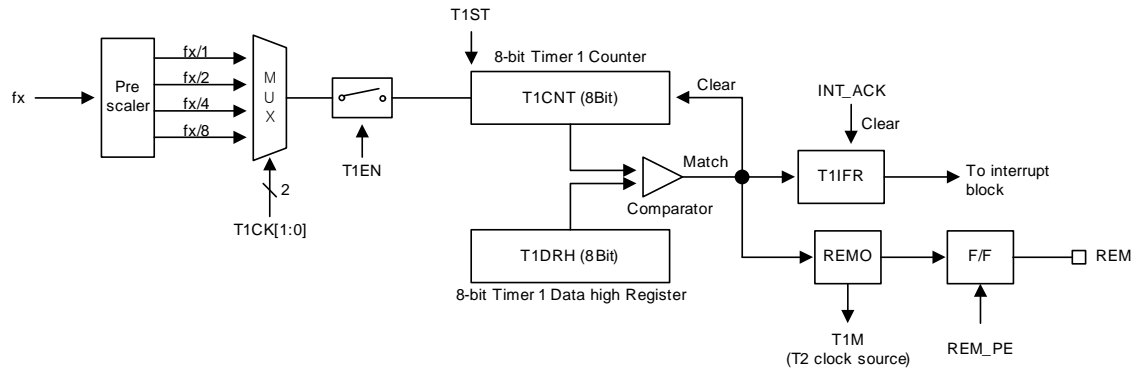 T1ST
8-bit Timer 1 Counter
fx
Pre
scaler
fx/1
fx/2
fx/4
fx/8
M
U
X
2
T1CK[1:0]
T1EN
T1CNT (8Bit)
Clear
Match
Comparator
T1DRH (8Bit)
8-bit Timer 1 Data high Register
INT_ACK
Clear
T1IFR
To interrupt
block
REMO
F/F
REM
T1M
(T2 clock source)
REM_PE